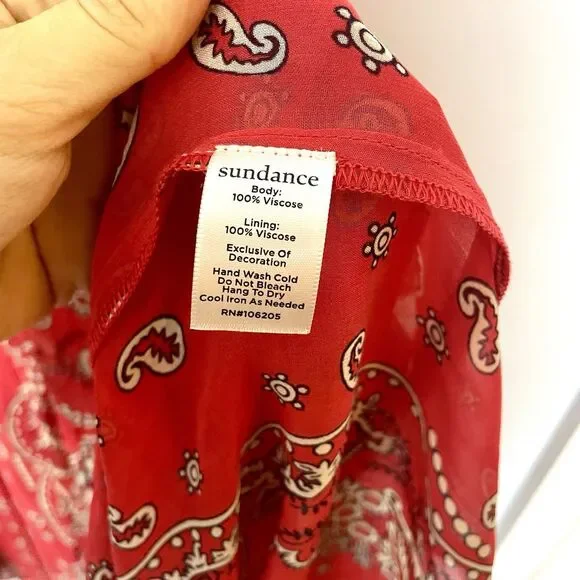 sundance
Body:
100% Viscose
Lining:
100% Viscose
Exclusive Of
Decoration
Hand Wash Cold
Do Not Bleach
Hang To Dry
Cool Iron As Needed
RN#106205